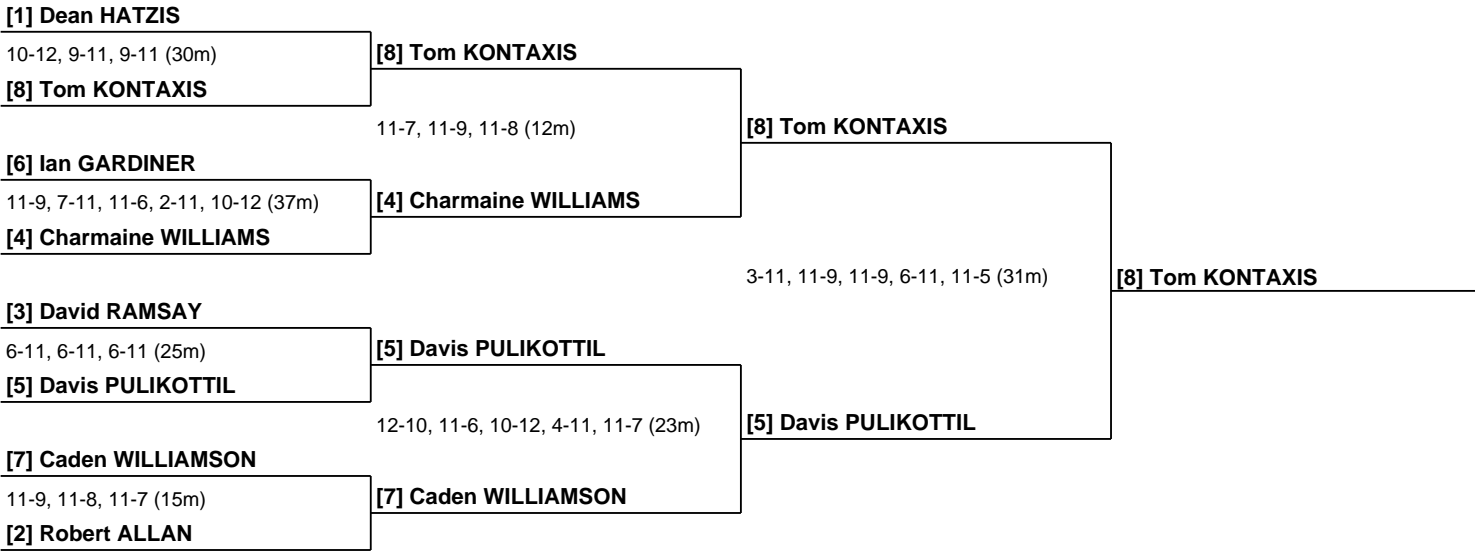 [1] Dean HATZIS
10-12, 9-11, 9-11 (30m)
[8] Tom KONTAXIS
[8] Tom KONTAXIS
11-7, 11-9, 11-8 (12m)
[8] Tom KONTAXIS
[6] Ian GARDINER
11-9, 7-11, 11-6, 2-11, 10-12 (37m)
[4] Charmaine WILLIAMS
[4] Charmaine WILLIAMS
3-11, 11-9, 11-9, 6-11, 11-5 (31m)
[8] Tom KONTAXIS
[3] David RAMSAY
6-11, 6-11, 6-11 (25m)
[5] Davis PULIKOTTIL
[5] Davis PULIKOTTIL
12-10, 11-6, 10-12, 4-11, 11-7 (23m)
[5] Davis PULIKOTTIL
[7] Caden WILLIAMSON
11-9, 11-8, 11-7 (15m)
[7] Caden WILLIAMSON
[2] Robert ALLAN